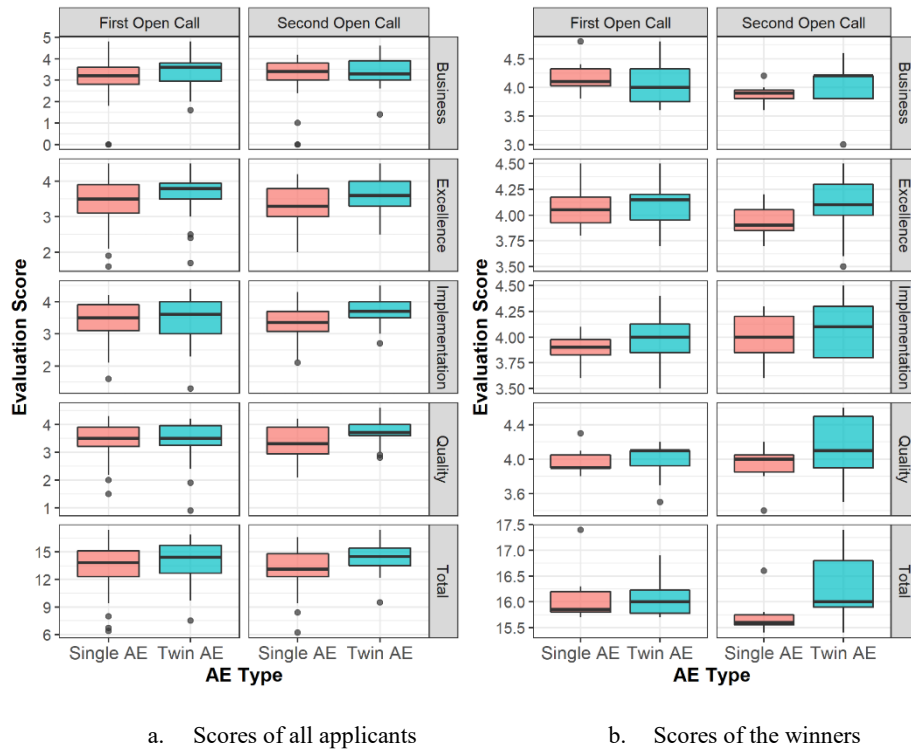 First Open Call Second Open Call
Evaluation Score
5
4
3
2
1
0
Business
4
3
2
Excellence
4
3
2
Implementation
4
3
2
1
Quality
15
12
9
6
Total
Single AE Twin AE Single AE Twin AE
AE Type
First Open Call Second Open Call
Evaluation Score
4.5
4.0
3.5
3.0
Business
4.50
4.25
4.00
3.75
3.50
Excellence
4.50
4.25
4.00
3.75
3.50
Implementation
4.4
4.0
3.6
Quality
17.5
17.0
16.5
16.0
15.5
Total
Single AE Twin AE Single AE Twin AE
AE Type
a. Scores of all applicants b. Scores of the winners